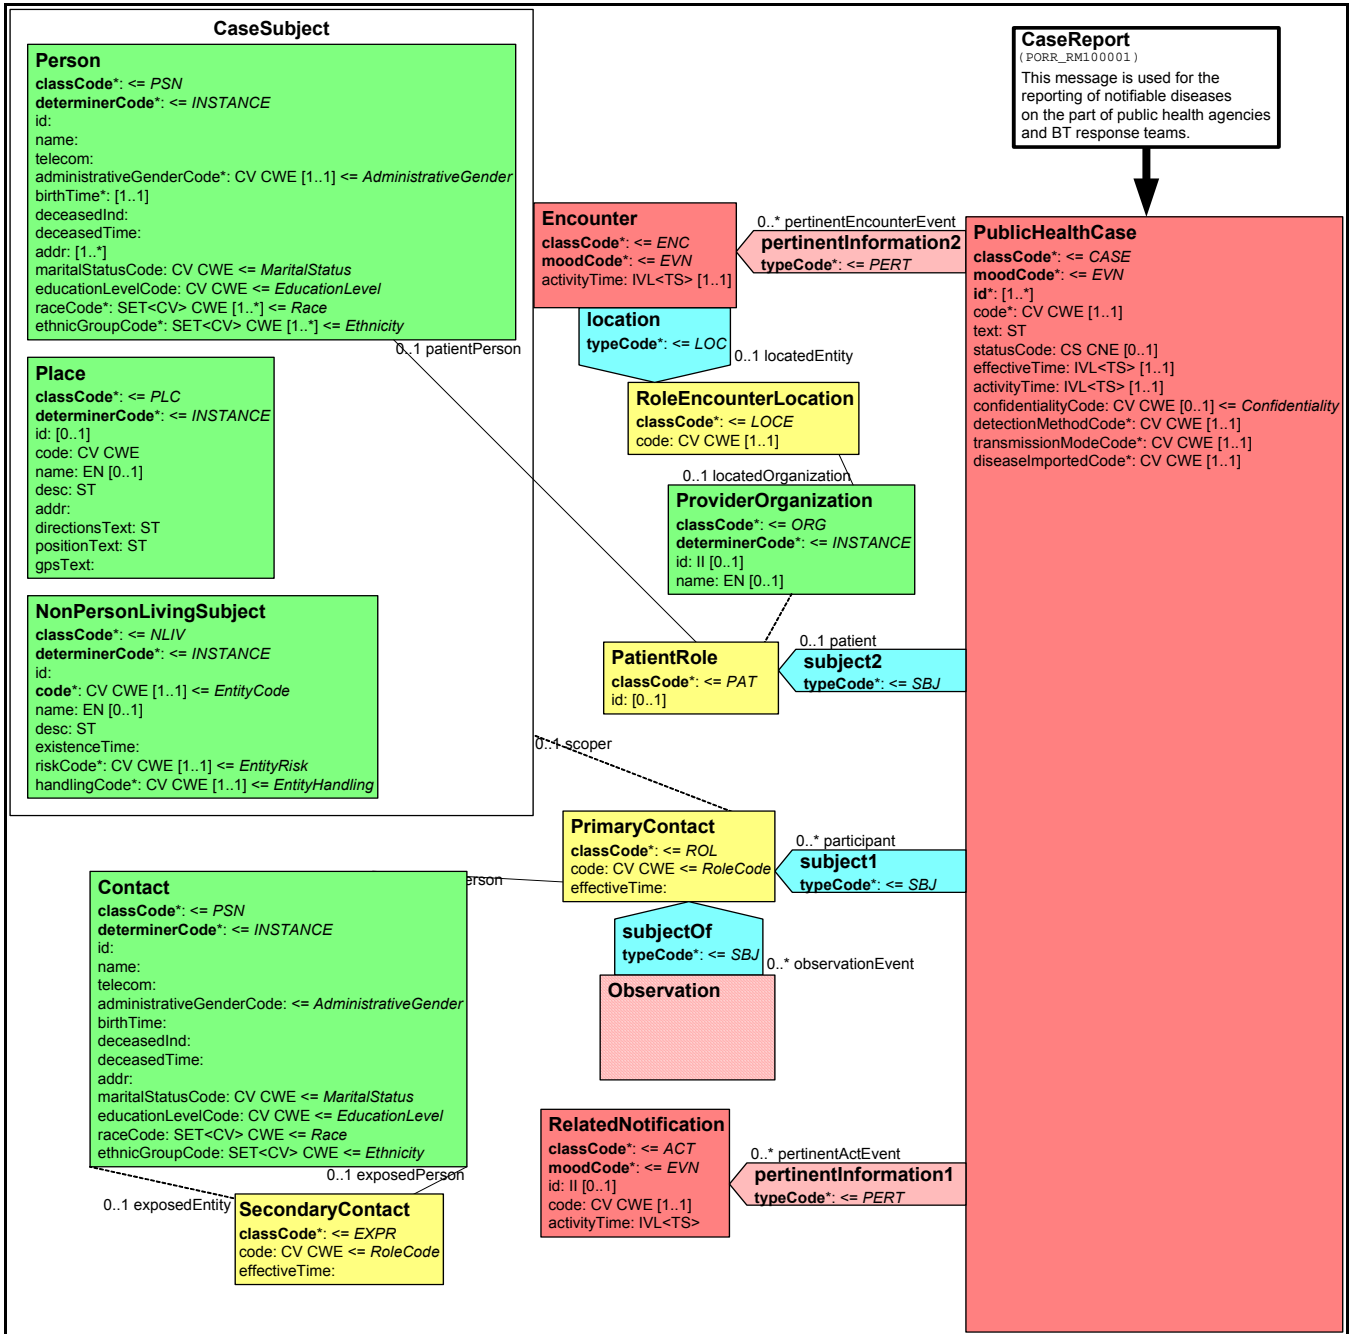 CaseSubject
Person
classCode*: <= PSN
determinerCode*: <= INSTANCE
id:
name:
telecom:
administrativeGenderCode*: CV CWE [1..1] <= AdministrativeGender
birthTime*: [1..1]
deceasedInd:
deceasedTime:
addr: [1..*]
maritalStatusCode: CV CWE <= MaritalStatus
educationLevelCode: CV CWE <= EducationLevel
raceCode*: SET<CV> CWE [1..*] <= Race
ethnicGroupCode*: SET<CV> CWE [1..*] <= Ethnicity
0..1 patientPerson
Place
classCode*: <= PLC
determinerCode*: <= INSTANCE
id: [0..1]
code: CV CWE
name: EN [0..1]
desc: ST
addr:
directionsText: ST
positionText: ST
gpsText:
NonPersonLivingSubject
classCode*: <= NLIV
determinerCode*: <= INSTANCE
id:
code*: CV CWE [1..1] <= EntityCode
name: EN [0..1]
desc: ST
existenceTime:
riskCode*: CV CWE [1..1] <= EntityRisk
handlingCode*: CV CWE [1..1] <= EntityHandling
0..1 scoper
CaseReport
(PORR_RM100001)
This message is used for the
reporting of notifiable diseases
on the part of public health agencies
and BT response teams.
Encounter
classCode*: <= ENC
moodCode*: <= EVN
activityTime: IVL<TS> [1..1]
0..* pertinentEncounterEvent
pertinentInformation2
typeCode*: <= PERT
location
typeCode*: <= LOC
0..1 locatedEntity
RoleEncounterLocation
classCode*: <= LOCE
code: CV CWE [1..1]
0..1 locatedOrganization
ProviderOrganization
classCode*: <= ORG
determinerCode*: <= INSTANCE
id: II [0..1]
name: EN [0..1]
PublicHealthCase
classCode*: <= CASE
moodCode*: <= EVN
id*: [1..*]
code*: CV CWE [1..1]
text: ST
statusCode: CS CNE [0..1]
effectiveTime: IVL<TS> [1..1]
activityTime: IVL<TS> [1..1]
confidentialityCode: CV CWE [0..1] <= Confidentiality
detectionMethodCode*: CV CWE [1..1]
transmissionModeCode*: CV CWE [1..1]
diseaseImportedCode*: CV CWE [1..1]
PatientRole
classCode*: <= PAT
id: [0..1]
0..1 patient
subject2
typeCode*: <= SBJ
PrimaryContact
classCode*: <= ROL
code: CV CWE <= RoleCode
effectiveTime:
0..* participant
subject1
typeCode*: <= SBJ
subjectOf
typeCode*: <= SBJ
0..* observationEvent
Observation
Contact
classCode*: <= PSN
determinerCode*: <= INSTANCE
id:
name:
telecom:
administrativeGenderCode: <= AdministrativeGender
birthTime:
deceasedInd:
deceasedTime:
addr:
maritalStatusCode: CV CWE <= MaritalStatus
educationLevelCode: CV CWE <= EducationLevel
raceCode: SET<CV> CWE <= Race
ethnicGroupCode: SET<CV> CWE <= Ethnicity
0..1 exposedPerson
0..1 exposedEntity
SecondaryContact
classCode*: <= EXPR
code: CV CWE <= RoleCode
effectiveTime:
RelatedNotification
classCode*: <= ACT
moodCode*: <= EVN
id: II [0..1]
code: CV CWE [1..1]
activityTime: IVL<TS>
0..* pertinentActEvent
pertinentInformation1
typeCode*: <= PERT